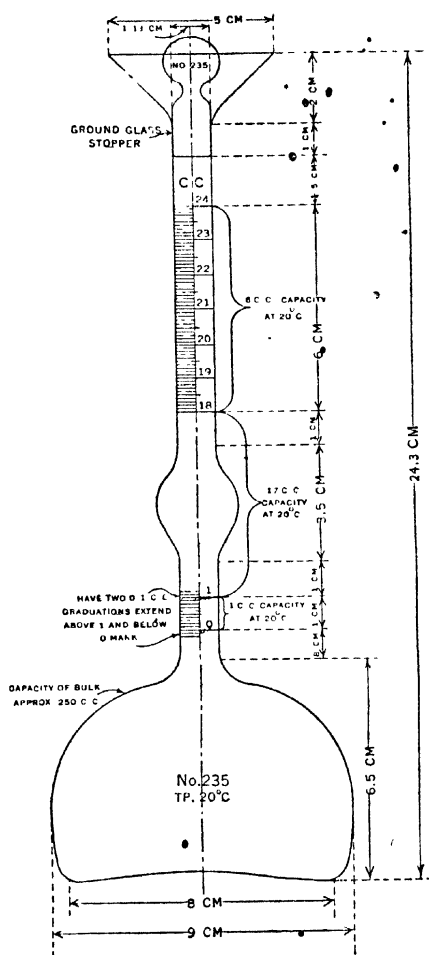 5 CM
1.13 CM
NO 235
2 CM
GROUND GLASS
STOPPER
1 CM
C C
1.5 CM
24
23
22
21
20
19
18
6 C C CAPACITY
AT 20°C
6 CM
1 CM
24.3 CM
17 C C
CAPACITY
AT 20°C
3.5 CM
1 CM
HAVE TWO 0 1 C C
GRADUATIONS EXTEND
ABOVE 1 AND BELOW
O MARK
1
0
1 C C CAPACITY
AT 20°C
1 CM
8 CM
CAPACITY OF BULK
APPROX 250 C C
6.5 CM
No.235
TP. 20°C
8 CM
9 CM